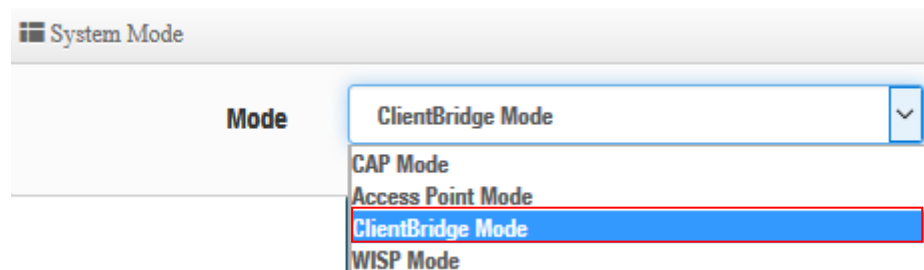 System Mode
Mode ClientBridge Mode
CAP Mode
Access Point Mode
ClientBridge Mode
WISP Mode